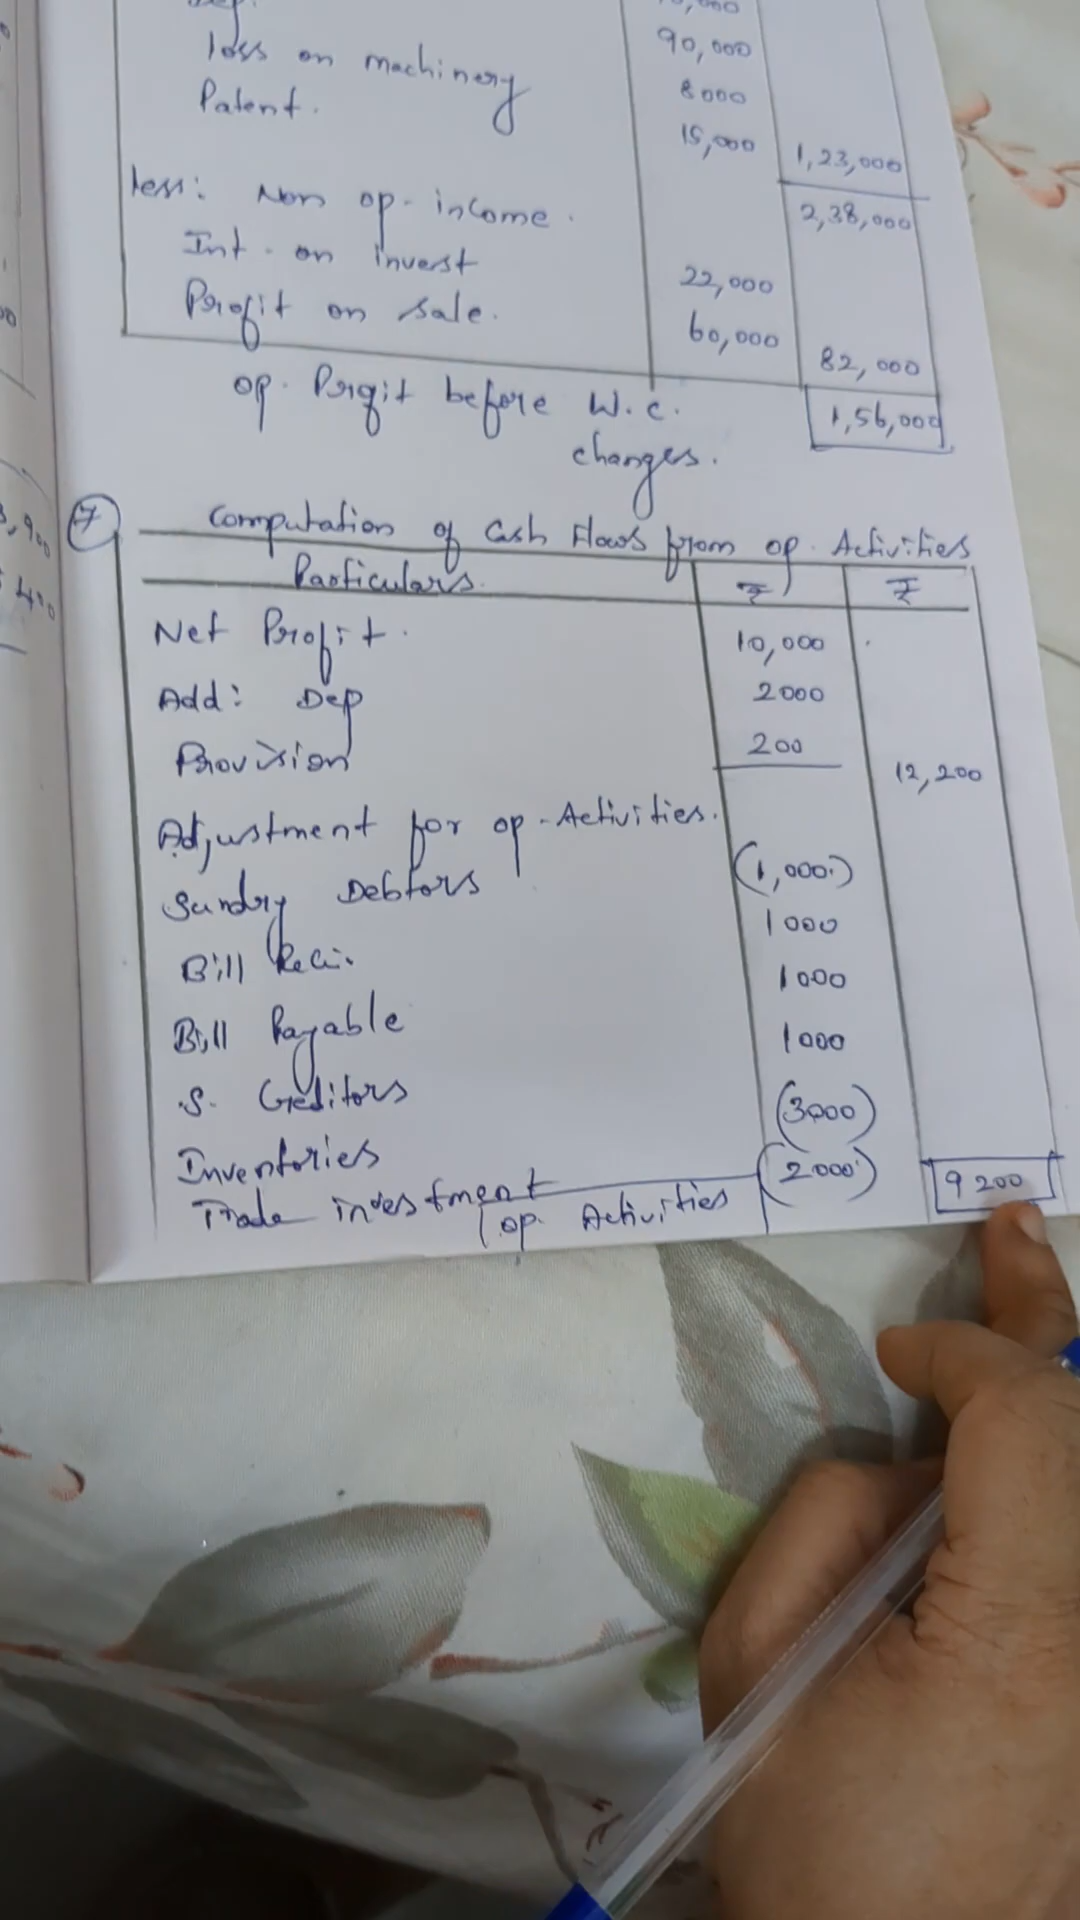 loss on machinery 90,000
Patent. 8000
15,000 1,23,000
less: Non op. income. 2,38,000
Int. on invest 22,000
Profit on sale. 60,000
82,000
op. Profit before W.C. changes. 1,56,000
7 Computation of Cash Flows from op. Activities
Particulars. ₹ ₹
Net Profit. 10,000
Add: Dep 2000
Provision 200 12,200
Adjustment for op-Activities.
Sundry Debtors (1,000)
Bill Reci. 1000
Bill Payable 1000
S. Creditors 1000
Inventories (3000)
Trade investment (2000)
op. Activities 9200